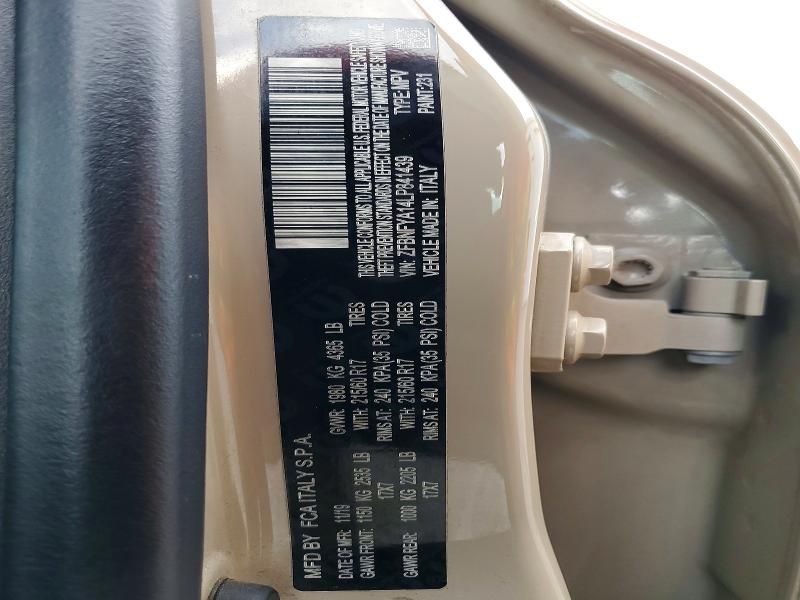 MFD BY FCA ITALY S.P.A.
DATE OF MFR: 11/19 GVWR: 1980 KG 4365 LB
GAWR FRONT: 1150 KG 2535 LB WITH: 215/60 R17 TIRES
17X7 RIMS AT: 240 KPA(35 PSI) COLD
GAWR REAR: 1000 KG 2205 LB WITH: 215/60 R17 TIRES
17X7 RIMS AT: 240 KPA(35 PSI) COLD
THIS VEHICLE CONFORMS TO ALL APPLICABLE U.S. FEDERAL MOTOR VEHICLE SAFETY AND
THEFT PREVENTION STANDARDS IN EFFECT ON THE DATE OF MANUFACTURE SHOWN ABOVE.
VIN: ZFBNFYA14LP841439 TYPE: MPV
VEHICLE MADE IN: ITALY PAINT: 231